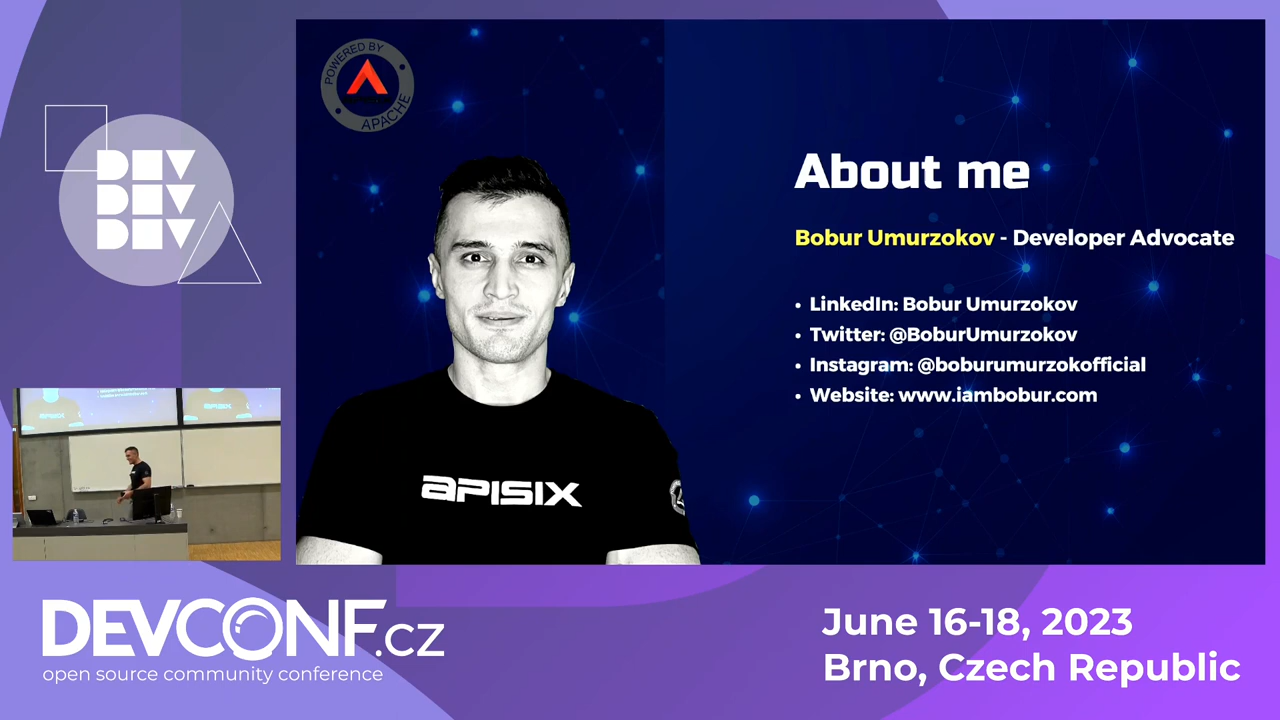 POWERED BY
APACHE
DEV
DEV
DEV
About me
Bobur Umurzokov - Developer Advocate
• LinkedIn: Bobur Umurzokov
• Twitter: @BoburUmurzokov
• Instagram: @boburumurzokofficial
• Website: www.iambobur.com
APISIX
APISIX
DEVCONF.cz
open source community conference
June 16-18, 2023
Brno, Czech Republic